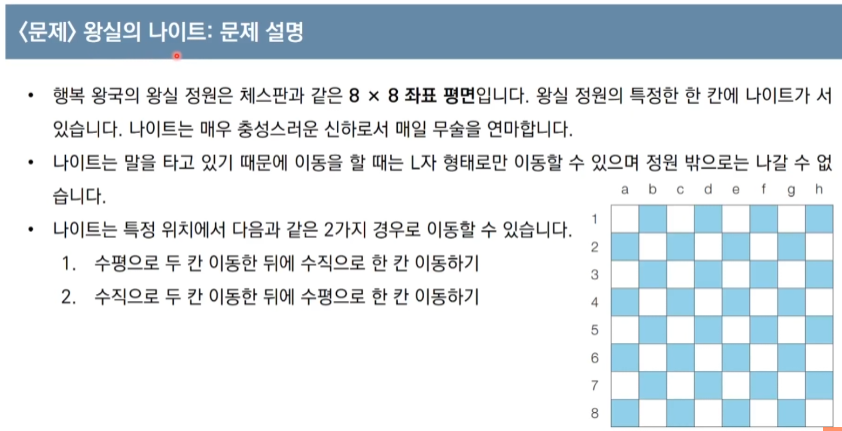 <문제> 왕실의 나이트: 문제 설명
• 행복 왕국의 왕실 정원은 체스판과 같은 8 × 8 좌표 평면입니다. 왕실 정원의 특정한 한 칸에 나이트가 서
있습니다. 나이트는 매우 충성스러운 신하로서 매일 무술을 연마합니다.
• 나이트는 말을 타고 있기 때문에 이동을 할 때는 L자 형태로만 이동할 수 있으며 정원 밖으로는 나갈 수 없
습니다.
• 나이트는 특정 위치에서 다음과 같은 2가지 경우로 이동할 수 있습니다.
1. 수평으로 두 칸 이동한 뒤에 수직으로 한 칸 이동하기
2. 수직으로 두 칸 이동한 뒤에 수평으로 한 칸 이동하기
a b c d e f g h
1
2
3
4
5
6
7
8